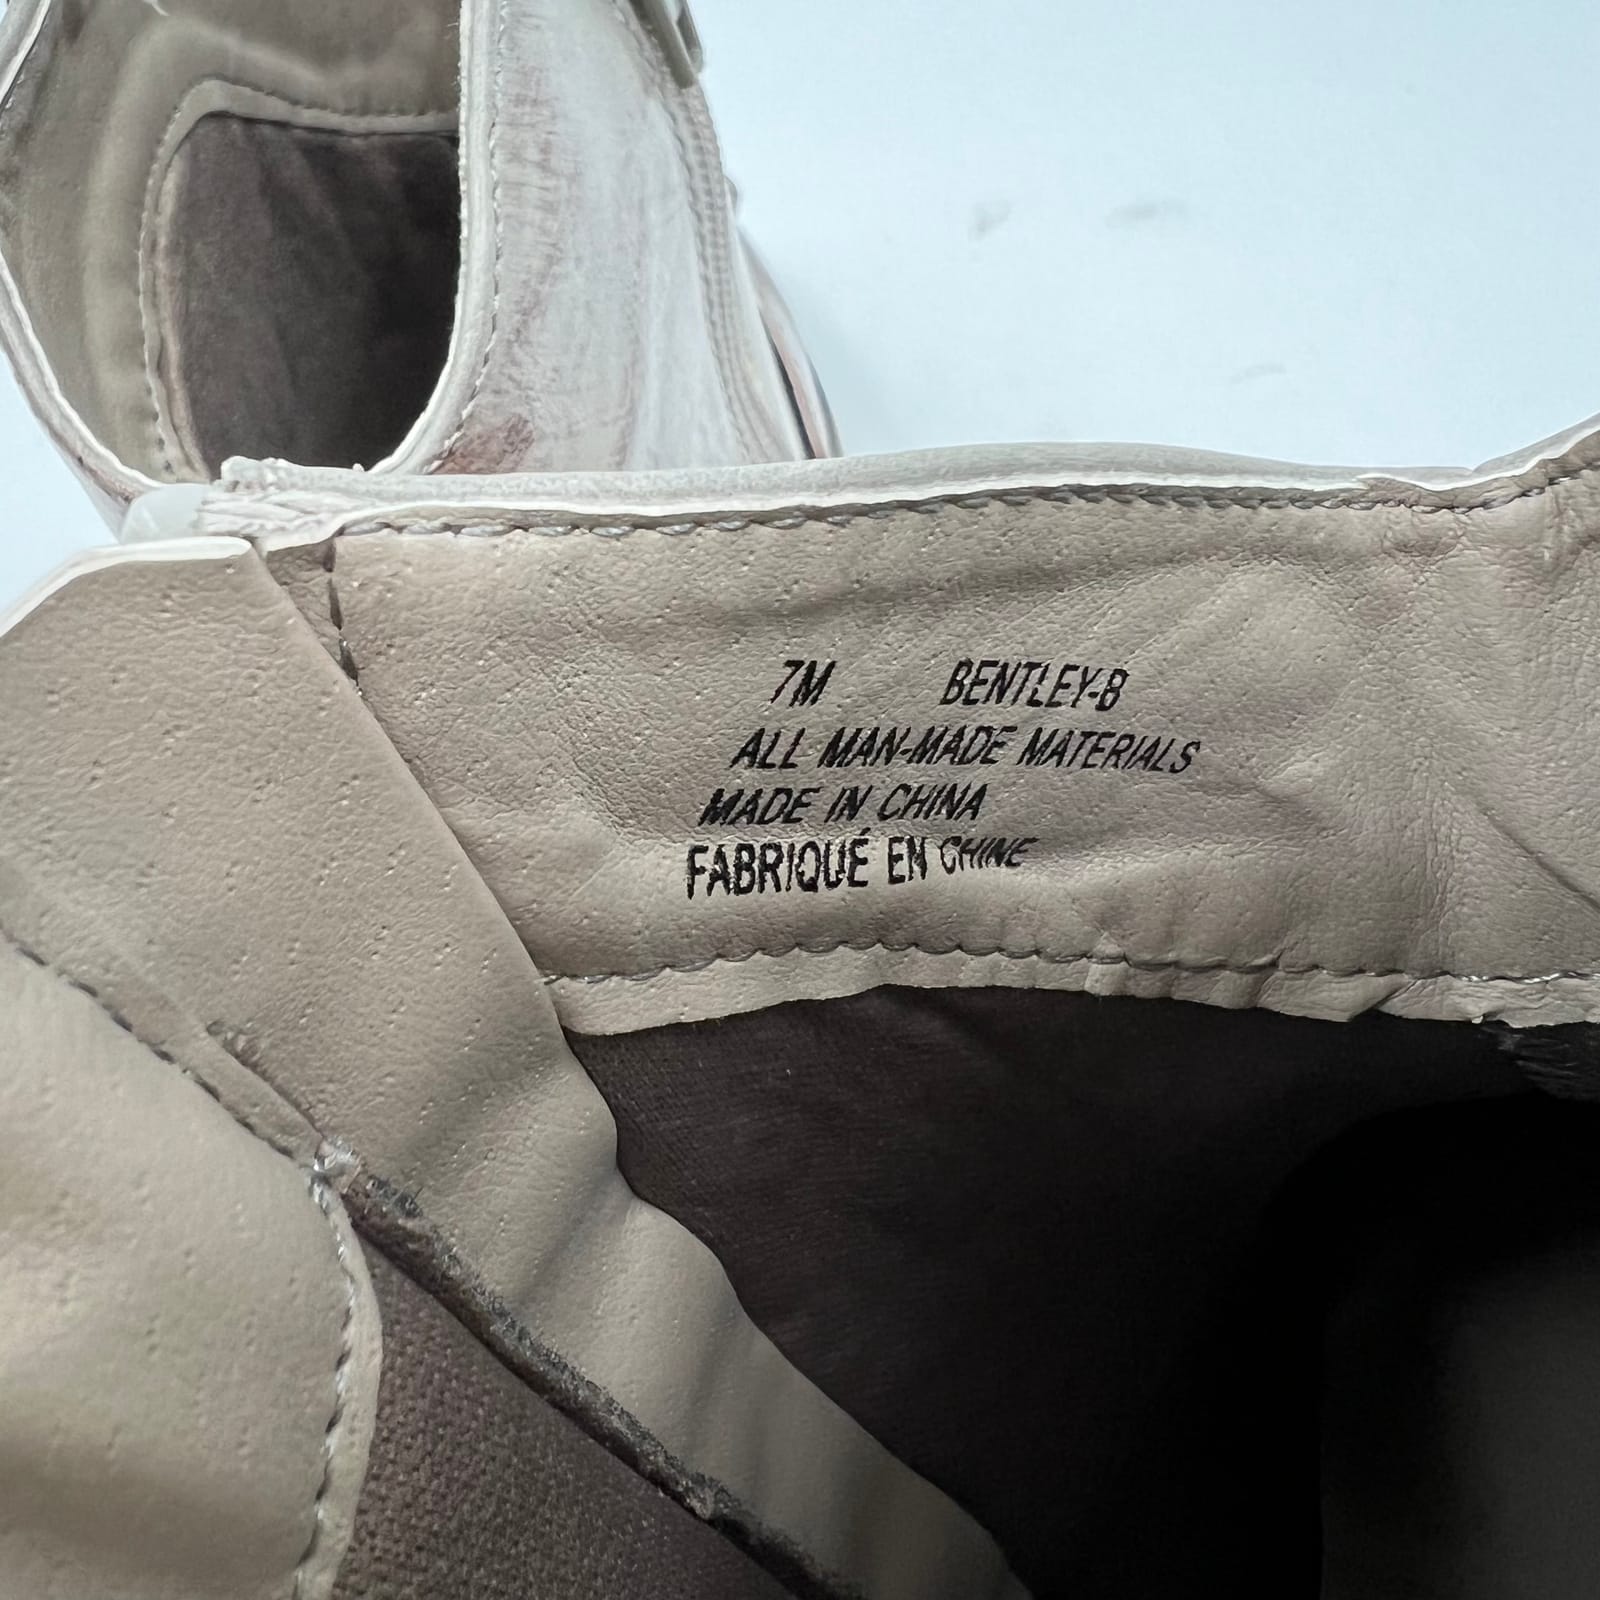 7M BENTLEY-B
ALL MAN-MADE MATERIALS
MADE IN CHINA
FABRIQUÉ EN CHINE